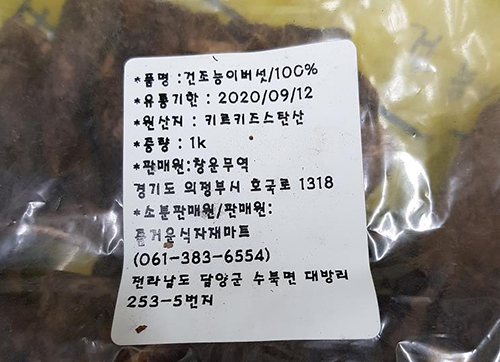 *품명 :건조능이버섯/100%
*유통기한 : 2020/09/12
*원산지 : 키르키즈스탄산
*중량 : 1k
*판매원:창운무역
경기도 의정부시 호국로 1318
*소분판매원/판매원:
즐거운식자재마트
(061-383-6554)
전라남도 담양군 수북면 대방리
253-5번지